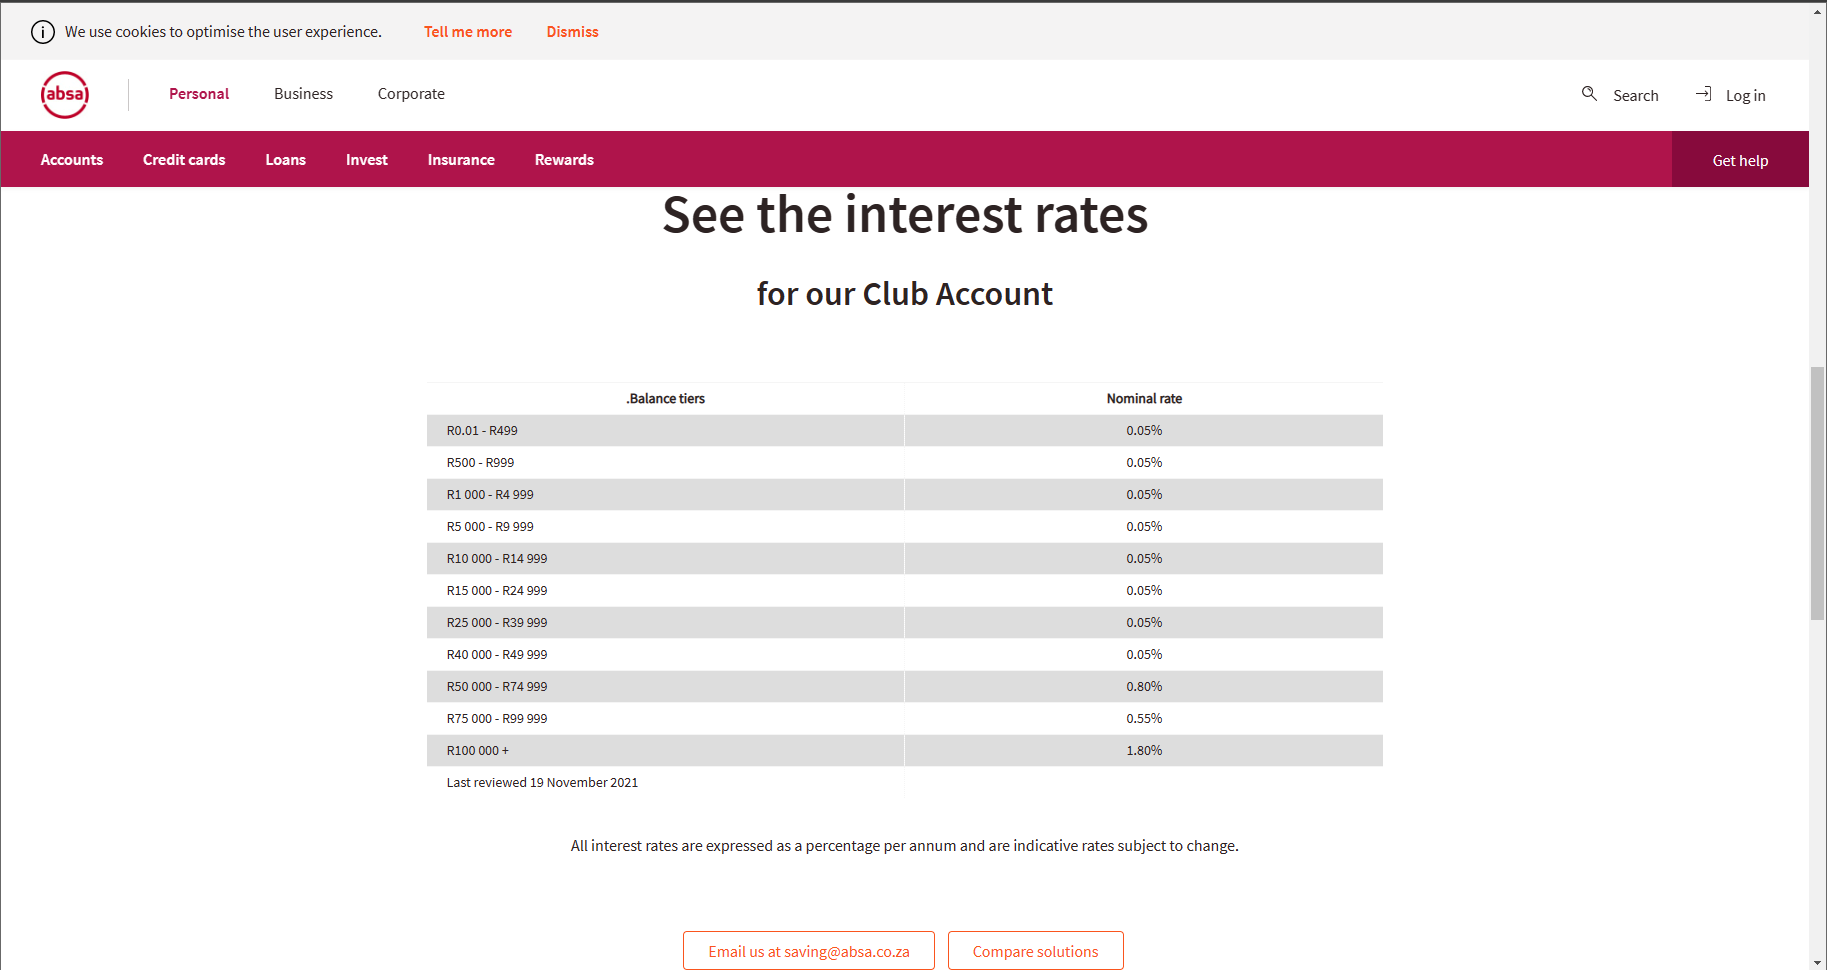 We use cookies to optimise the user experience. Tell me more Dismiss
absa Personal Business Corporate Search Log in
Accounts Credit cards Loans Invest Insurance Rewards Get help
See the interest rates
for our Club Account
.Balance tiers Nominal rate
R0.01 - R499 0.05%
R500 - R999 0.05%
R1 000 - R4 999 0.05%
R5 000 - R9 999 0.05%
R10 000 - R14 999 0.05%
R15 000 - R24 999 0.05%
R25 000 - R39 999 0.05%
R40 000 - R49 999 0.05%
R50 000 - R74 999 0.80%
R75 000 - R99 999 0.55%
R100 000 + 1.80%
Last reviewed 19 November 2021
All interest rates are expressed as a percentage per annum and are indicative rates subject to change.
Email us at saving@absa.co.za Compare solutions